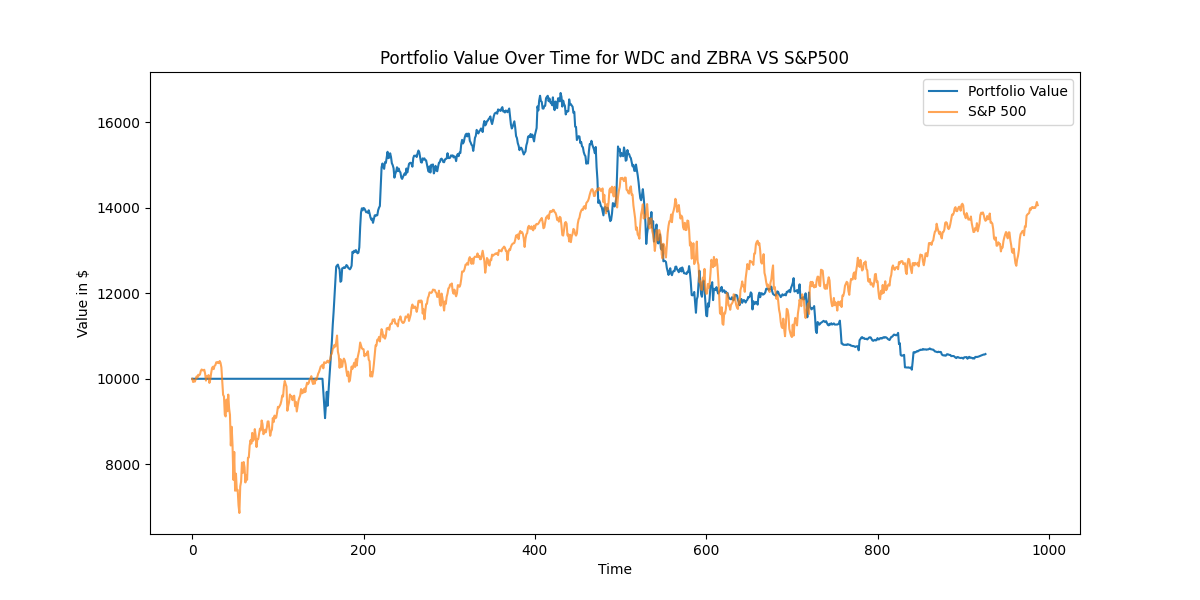 Portfolio Value Over Time for WDC and ZBRA VS S&P500
Portfolio Value
S&P 500
Value in $
16000
14000
12000
10000
8000
0 200 400 600 800 1000
Time